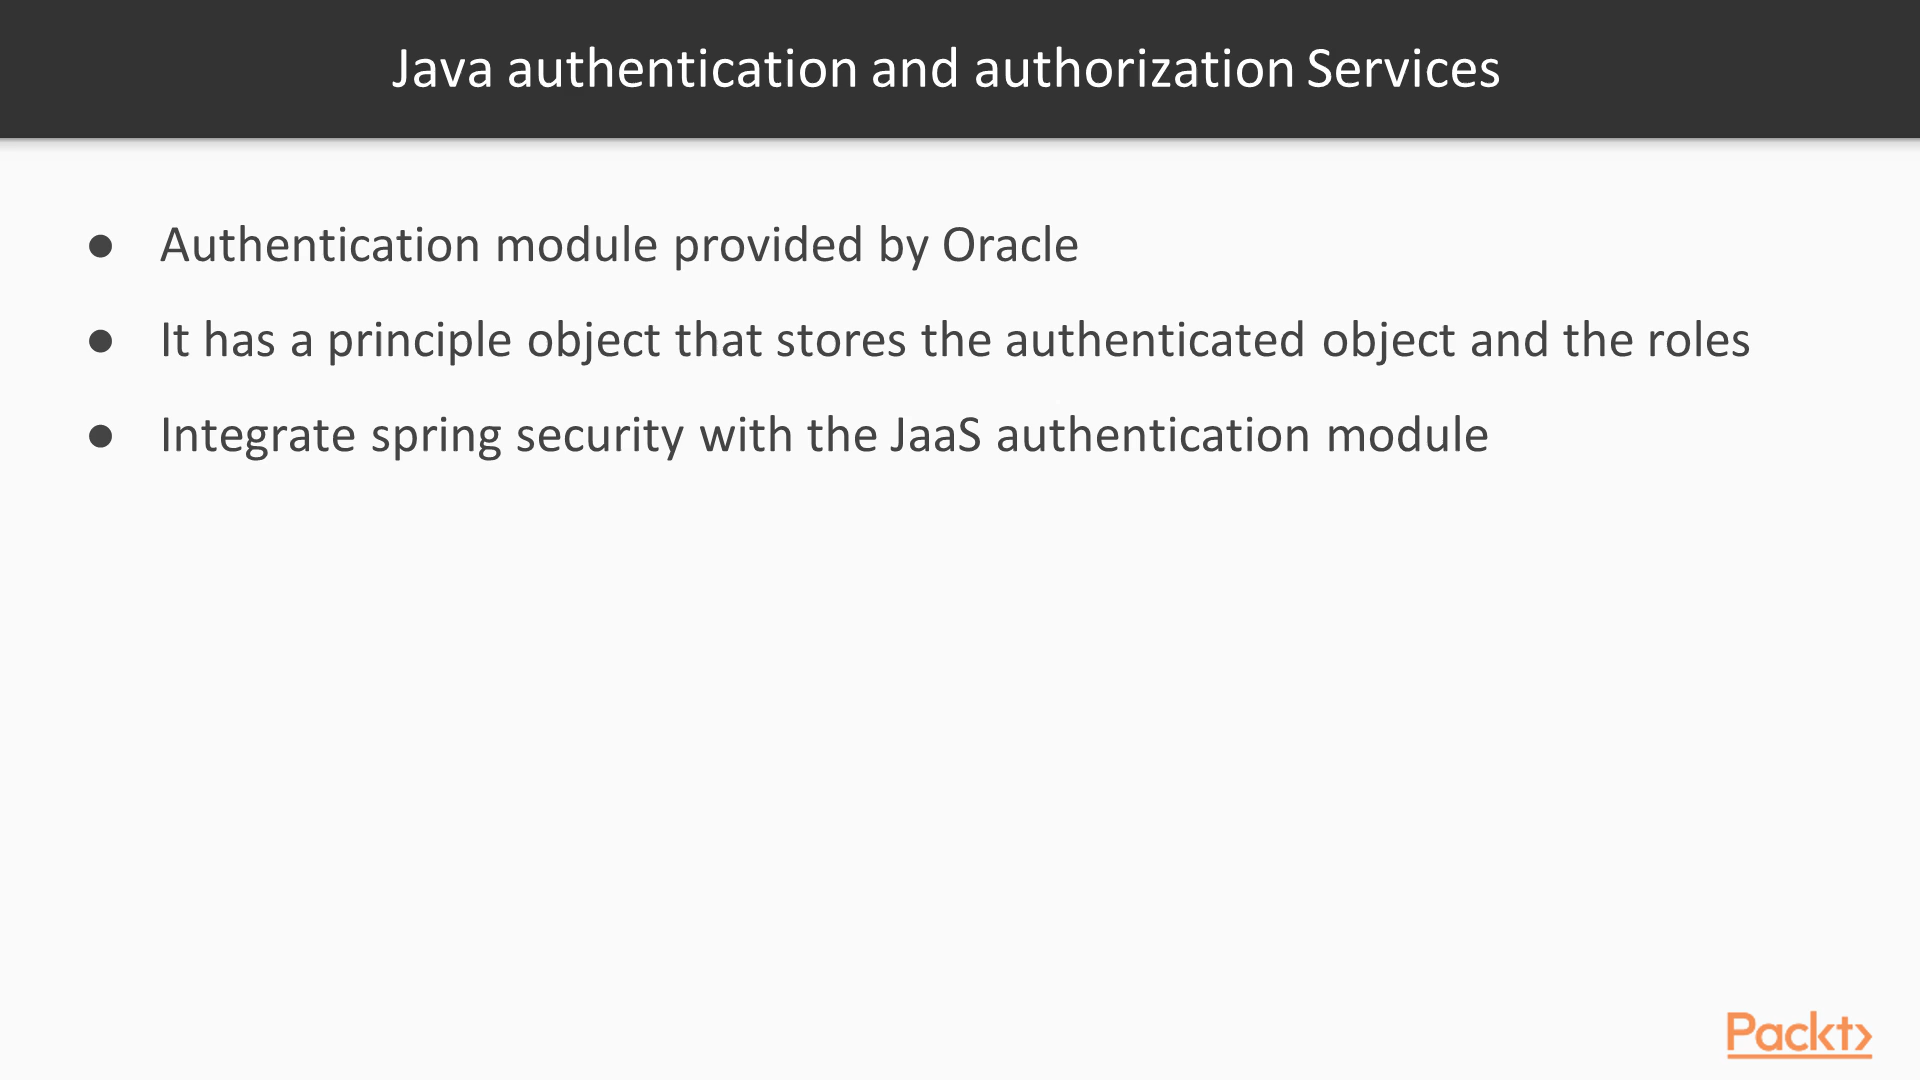 Java authentication and authorization Services
● Authentication module provided by Oracle
● It has a principle object that stores the authenticated object and the roles
● Integrate spring security with the JaaS authentication module
Packt>